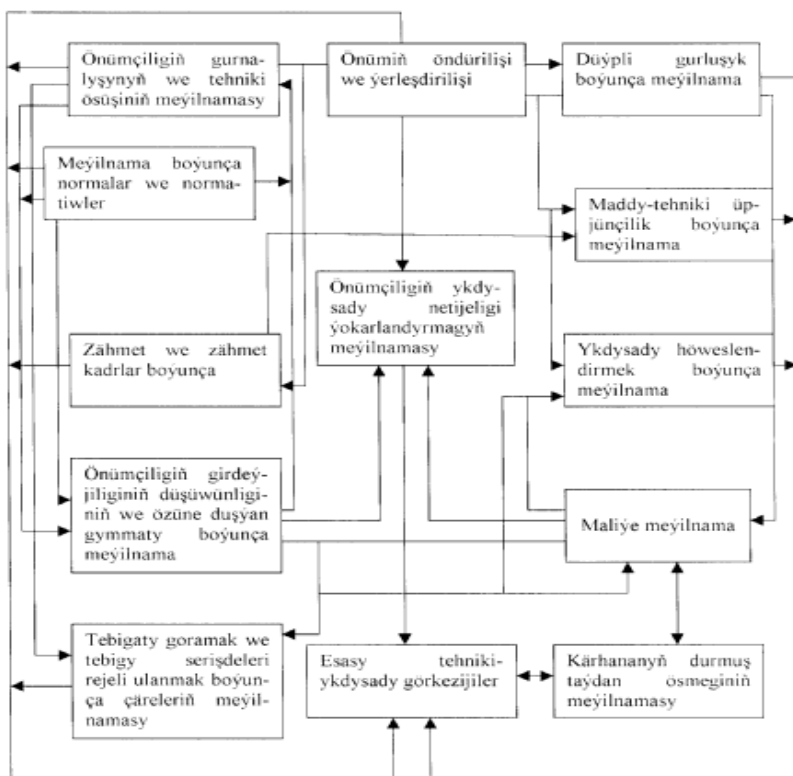 Önümçiligiň gurna-
lyşynyň we tehniki
ösüşiniň meýilnamasy
Önümiň öndürilişi
we ýerleşdirilişi
Düýpli gurluşyk
boýunça meýilnama
Meýilnama boýunça
normalar we norma-
tiwler
Maddy-tehniki üp-
jünçilik boýunça
meýilnama
Önümçiligiň ykdy-
sady netijeligi
ýokarlandyrmagyň
meýilnamasy
Zähmet we zähmet
kadrlar boýunça
Ykdysady höweslen-
dirmek boýunça
meýilnama
Önümçiligiň girdeý-
jiliginiň düşüwünligi-
niň we özüne duşýan
gymmaty boýunça
meýilnama
Maliýe meýilnama
Tebigaty goramak we
tebigy serişdeleri
rejeli ulanmak boýun-
ça çäreleriň meýil-
namasy
Esasy tehniki-
ykdysady görkezijiler
Kärhananyň durmuş
taýdan ösmeginiň
meýilnamasy